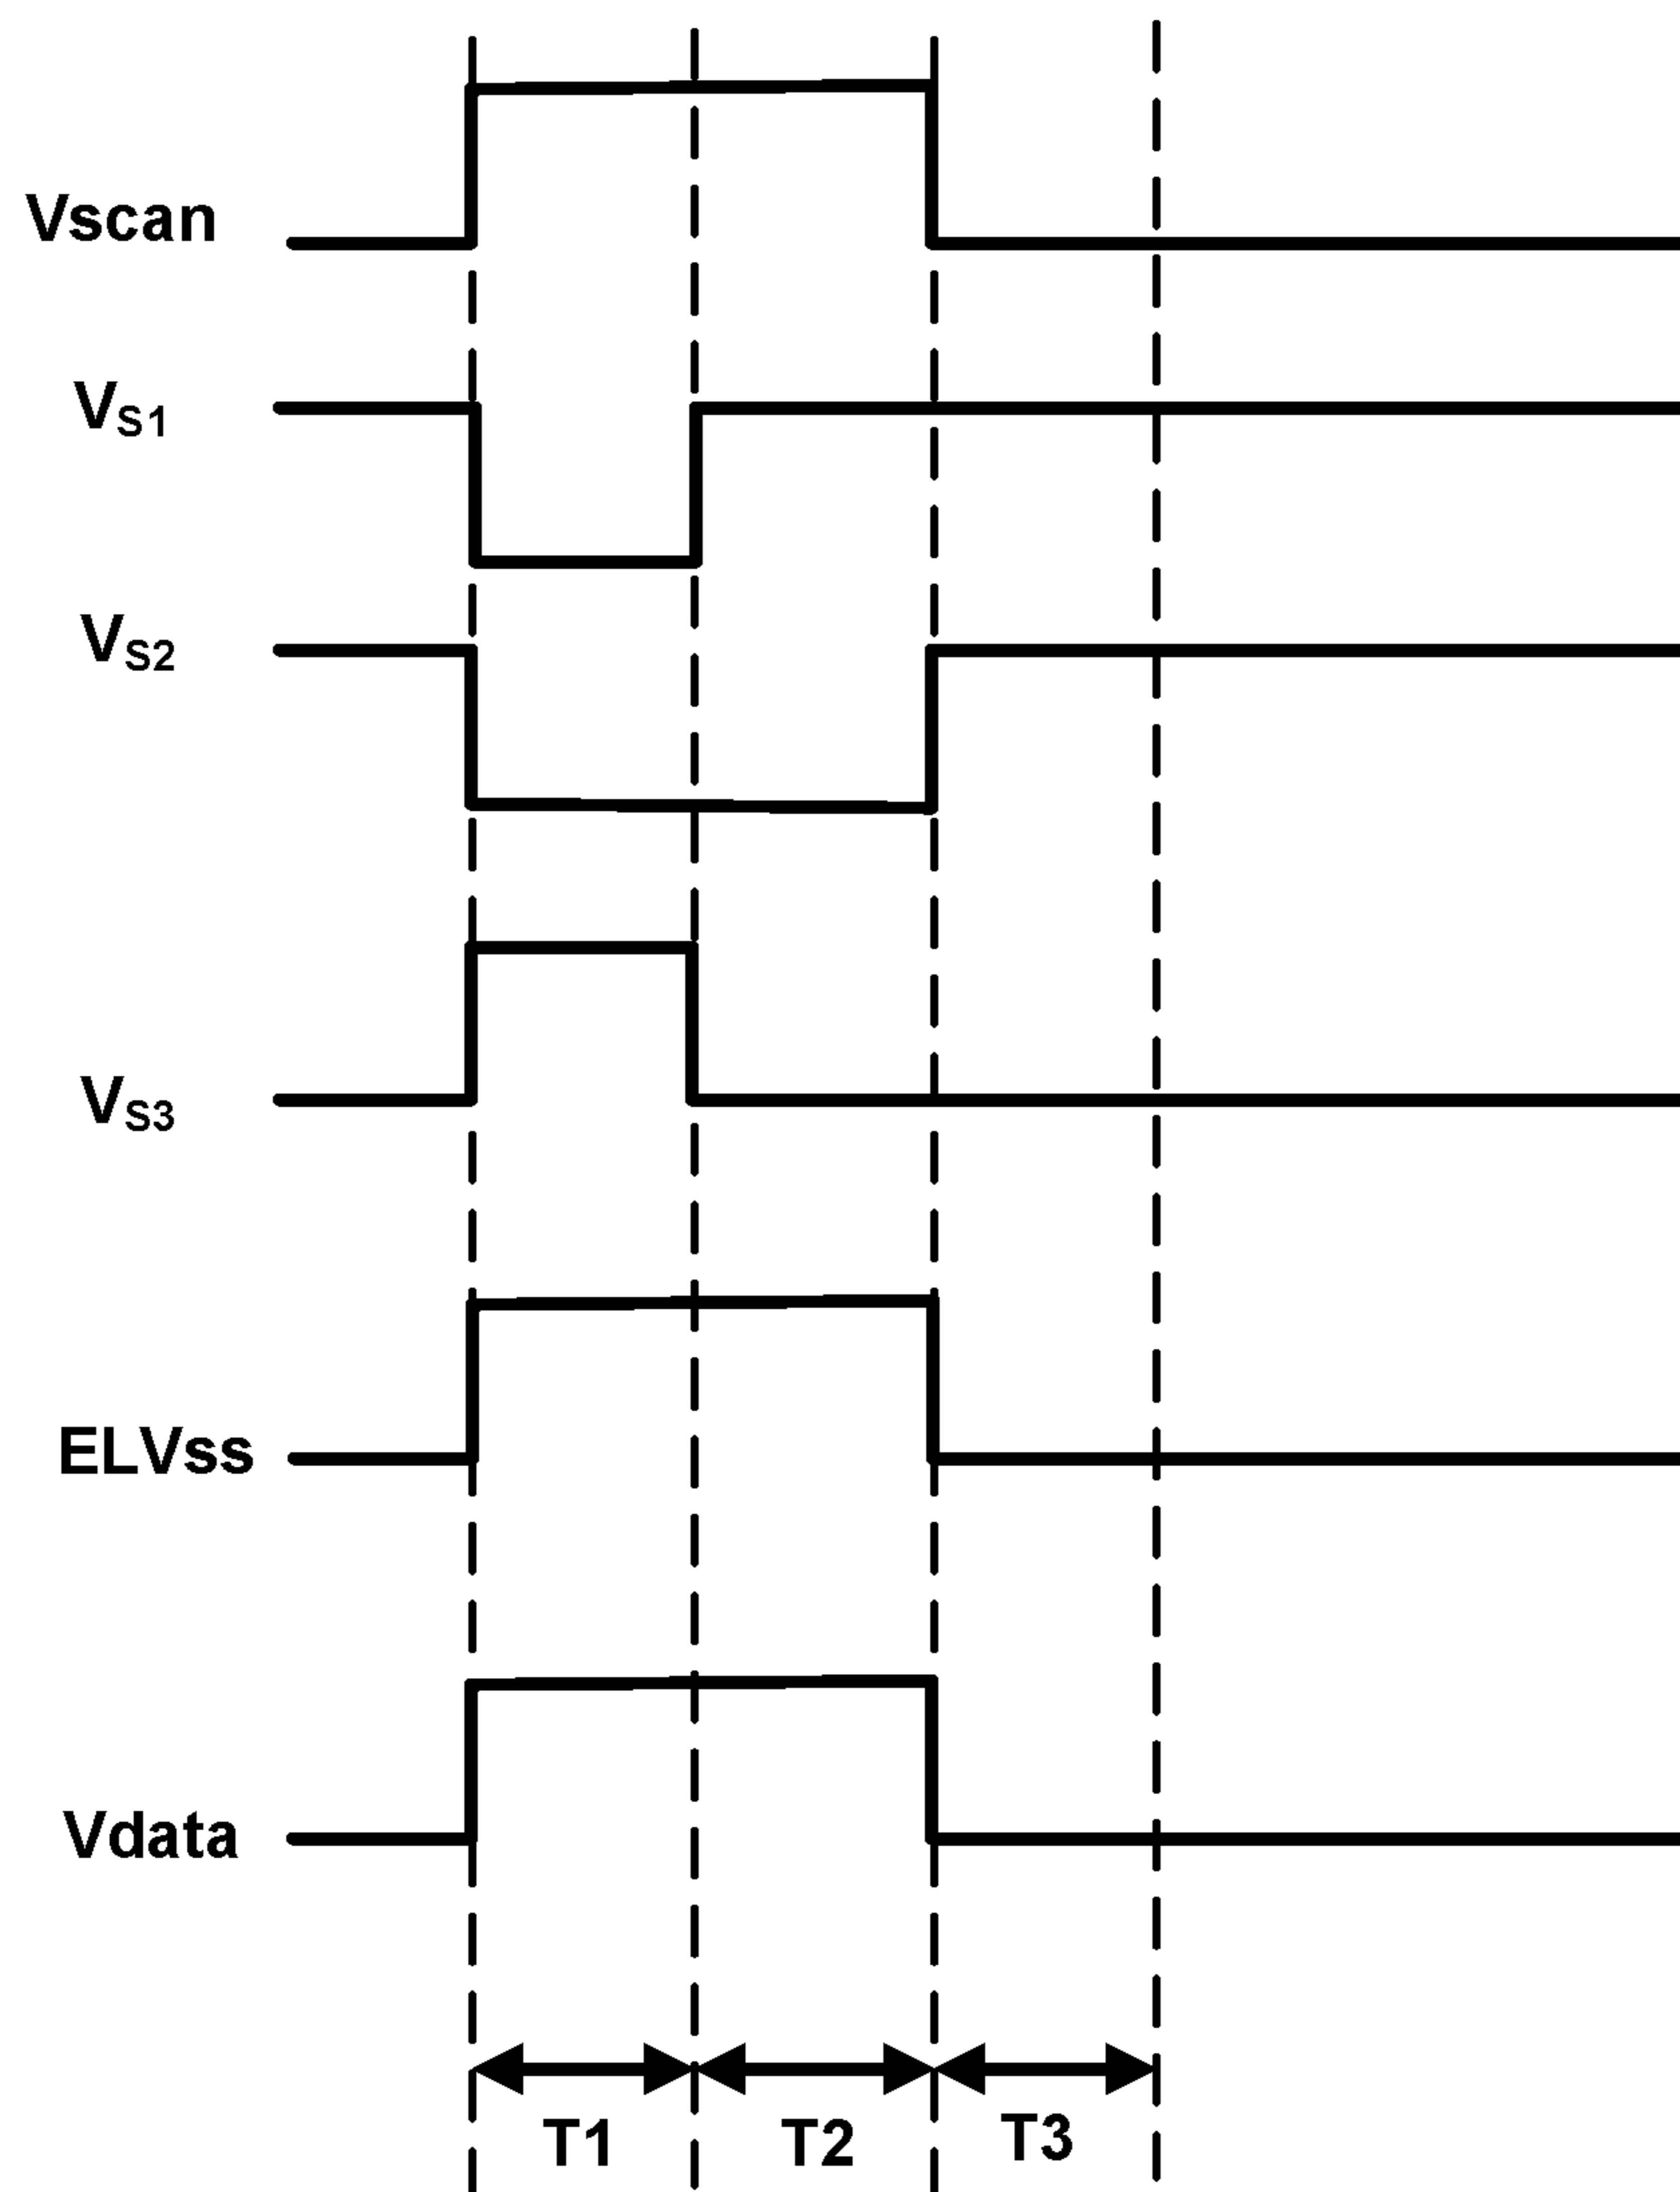 Vscan
VS1
VS2
VS3
ELVss
Vdata
T1 T2 T3